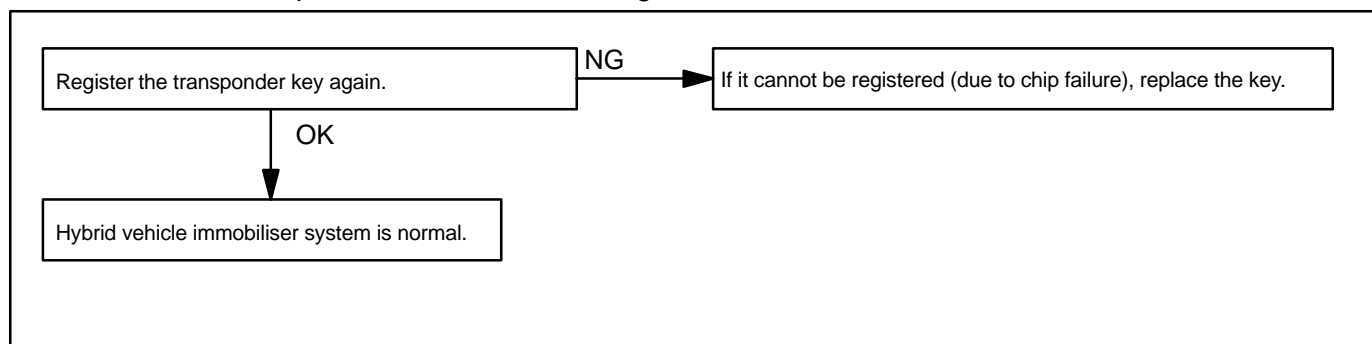 Register the transponder key again.
NG
If it cannot be registered (due to chip failure), replace the key.
OK
Hybrid vehicle immobiliser system is normal.